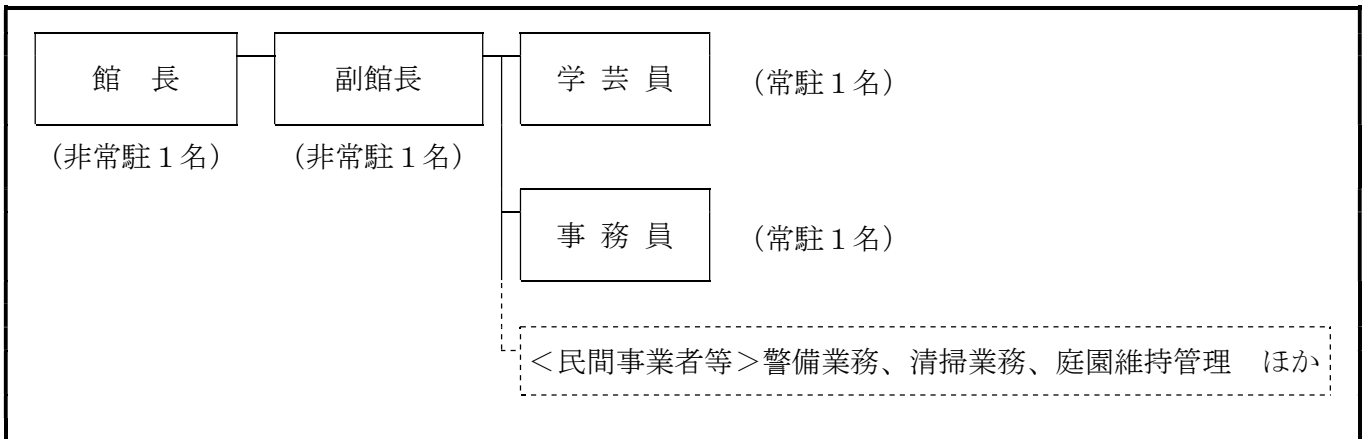 館　長
副館長
学 芸 員
（常駐１名）
（非常駐１名）
（非常駐１名）
事 務 員
（常駐１名）
＜民間事業者等＞警備業務、清掃業務、庭園維持管理　ほか